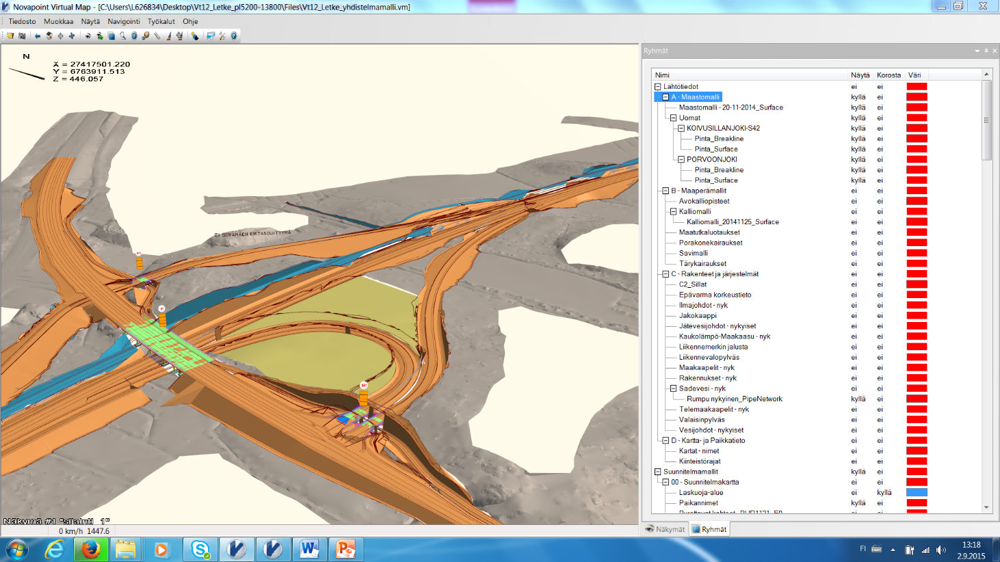 Novapoint Virtual Map - [C:\Users\L626834\Desktop\Vt12_Letke_pl5200-13800\Files\Vt12_Letke_yhdistelmamalli.vm]
Tiedosto Muokkaa Näytä Navigointi Työkalut Ohje
N
X = 27417501.220
Y = 6763911.513
Z = 446.057
Ryhmät
Nimi Näytä Korosta Väri
Lähtötiedot ei ei
A - Maastomalli kyllä ei
Maastomalli - 20-11-2014_Surface kyllä ei
Uomat kyllä ei
KOIVUSILLANJOKI-S42 kyllä ei
Pinta_Breakline kyllä ei
Pinta_Surface kyllä ei
PORVOONJOKI kyllä ei
Pinta_Breakline kyllä ei
Pinta_Surface kyllä ei
B - Maaperämallit ei ei
Avokalliopisteet ei ei
Kalliomalli ei ei
Kalliomalli_20141125_Surface ei ei
Maatutkaluotaukset ei ei
Porakonekairaukset ei ei
Savimalli ei ei
Tärykairaukset ei ei
C - Rakenteet ja järjestelmät ei ei
C2_Sillat ei ei
Epävarma korkeustieto ei ei
Ilmajohdot - nyk ei ei
Jakokaappi ei ei
Jätevesijohdot - nykyiset ei ei
Kaukolämpö-Maakaasu - nyk ei ei
Liikennemerkin jalusta ei ei
Liikennevalopylväs ei ei
Maakaapelit - nyk ei ei
Rakennukset - nyk ei ei
Sadevesi - nyk ei ei
Rumpu nykyinen_PipeNetwork kyllä ei
Telemaakaapelit - nyk ei ei
Valaisinpylväs ei ei
Vesijohdot - nykyiset ei ei
D - Kartta- ja Paikkatieto ei ei
Kartat - nimet ei ei
Kiinteistörajat ei ei
Suunnitelmamallit kyllä ei
00 - Suunnitelmakartta ei ei
Laskuoja-alue ei kyllä
Paikannimet kyllä ei
Näkymä #1 "sijainti_1"
0 km/h 1447.6
Näkymät Ryhmät
FI
13:18
2.9.2015